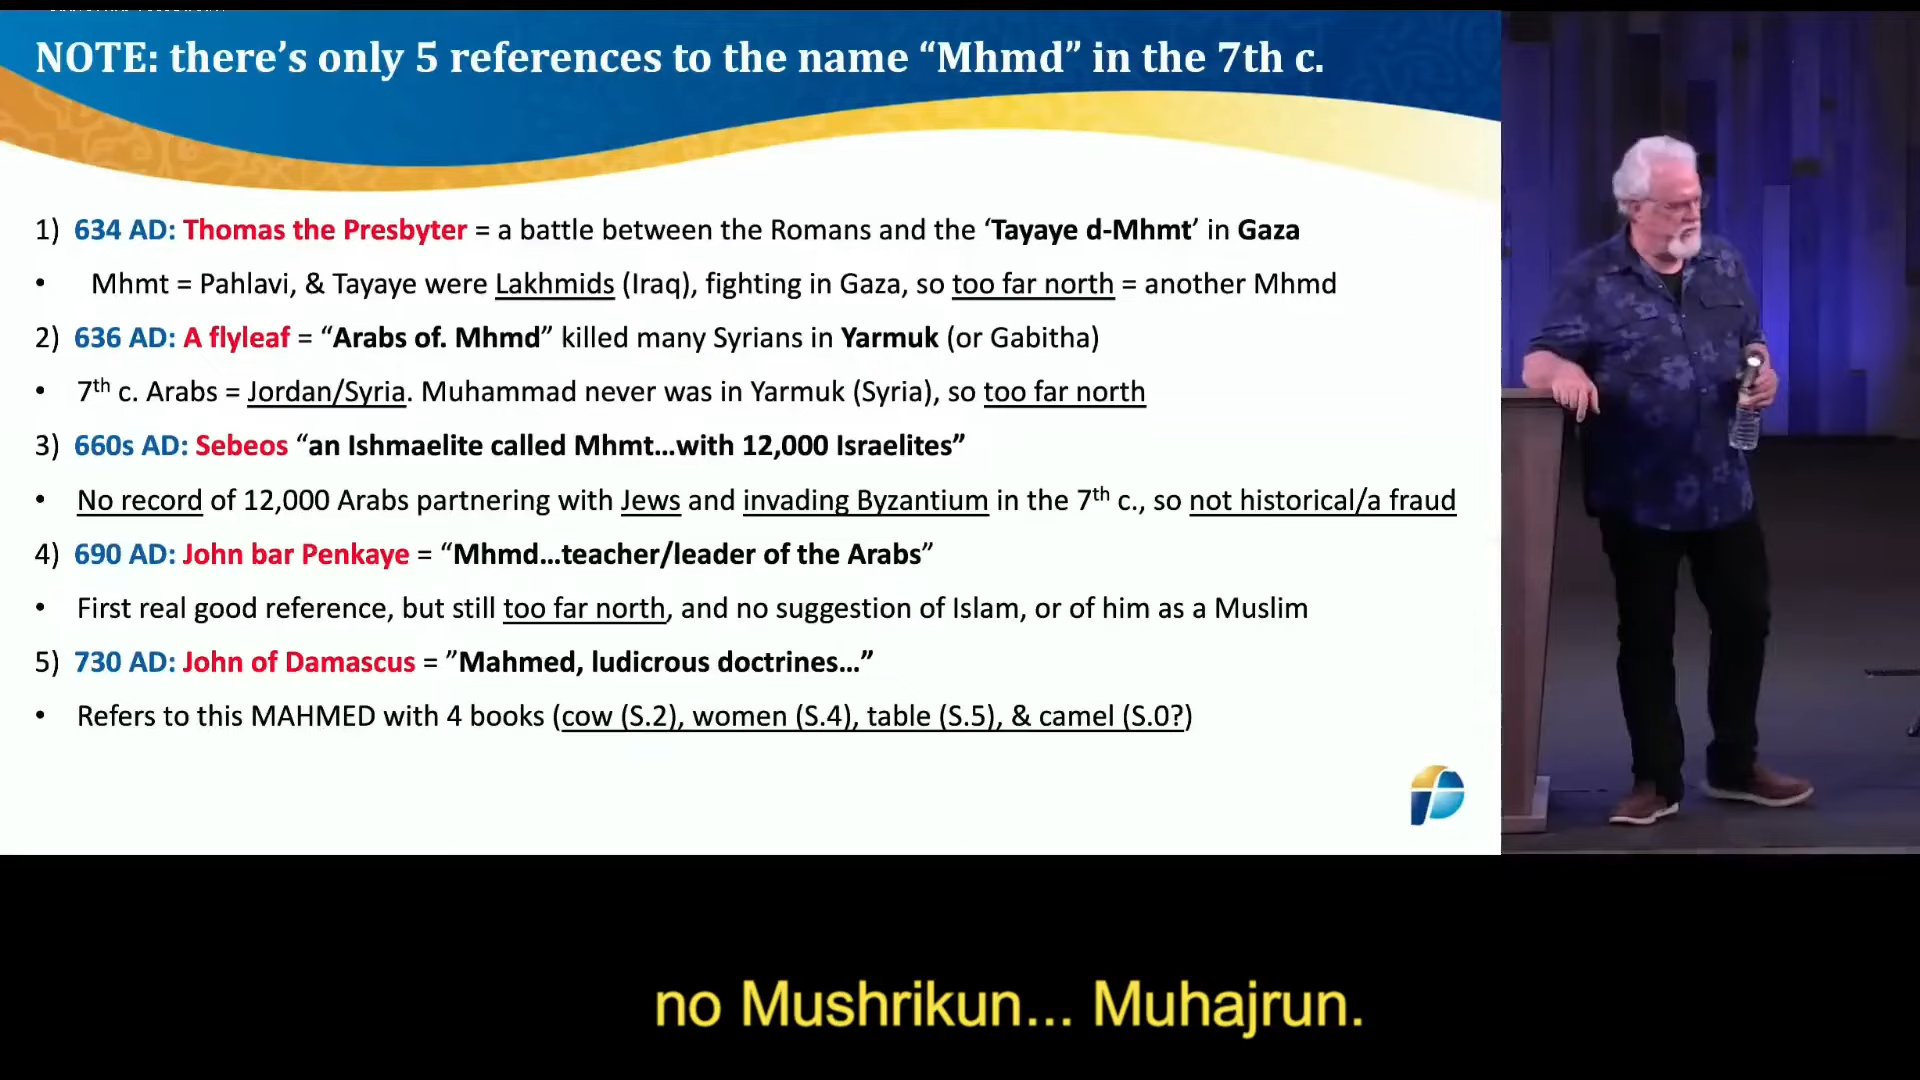 NOTE: there’s only 5 references to the name “Mhmd” in the 7th c.
1) 634 AD: Thomas the Presbyter = a battle between the Romans and the ‘Tayaye d-Mhmt’ in Gaza
• Mhmt = Pahlavi, & Tayaye were Lakhmids (Iraq), fighting in Gaza, so too far north = another Mhmd
2) 636 AD: A flyleaf = “Arabs of. Mhmd” killed many Syrians in Yarmuk (or Gabitha)
• 7th c. Arabs = Jordan/Syria. Muhammad never was in Yarmuk (Syria), so too far north
3) 660s AD: Sebeos “an Ishmaelite called Mhmt...with 12,000 Israelites”
• No record of 12,000 Arabs partnering with Jews and invading Byzantium in the 7th c., so not historical/a fraud
4) 690 AD: John bar Penkaye = “Mhmd...teacher/leader of the Arabs”
• First real good reference, but still too far north, and no suggestion of Islam, or of him as a Muslim
5) 730 AD: John of Damascus = ”Mahmed, ludicrous doctrines...”
• Refers to this MAHMED with 4 books (cow (S.2), women (S.4), table (S.5), & camel (S.0?)
no Mushrikun... Muhajrun.